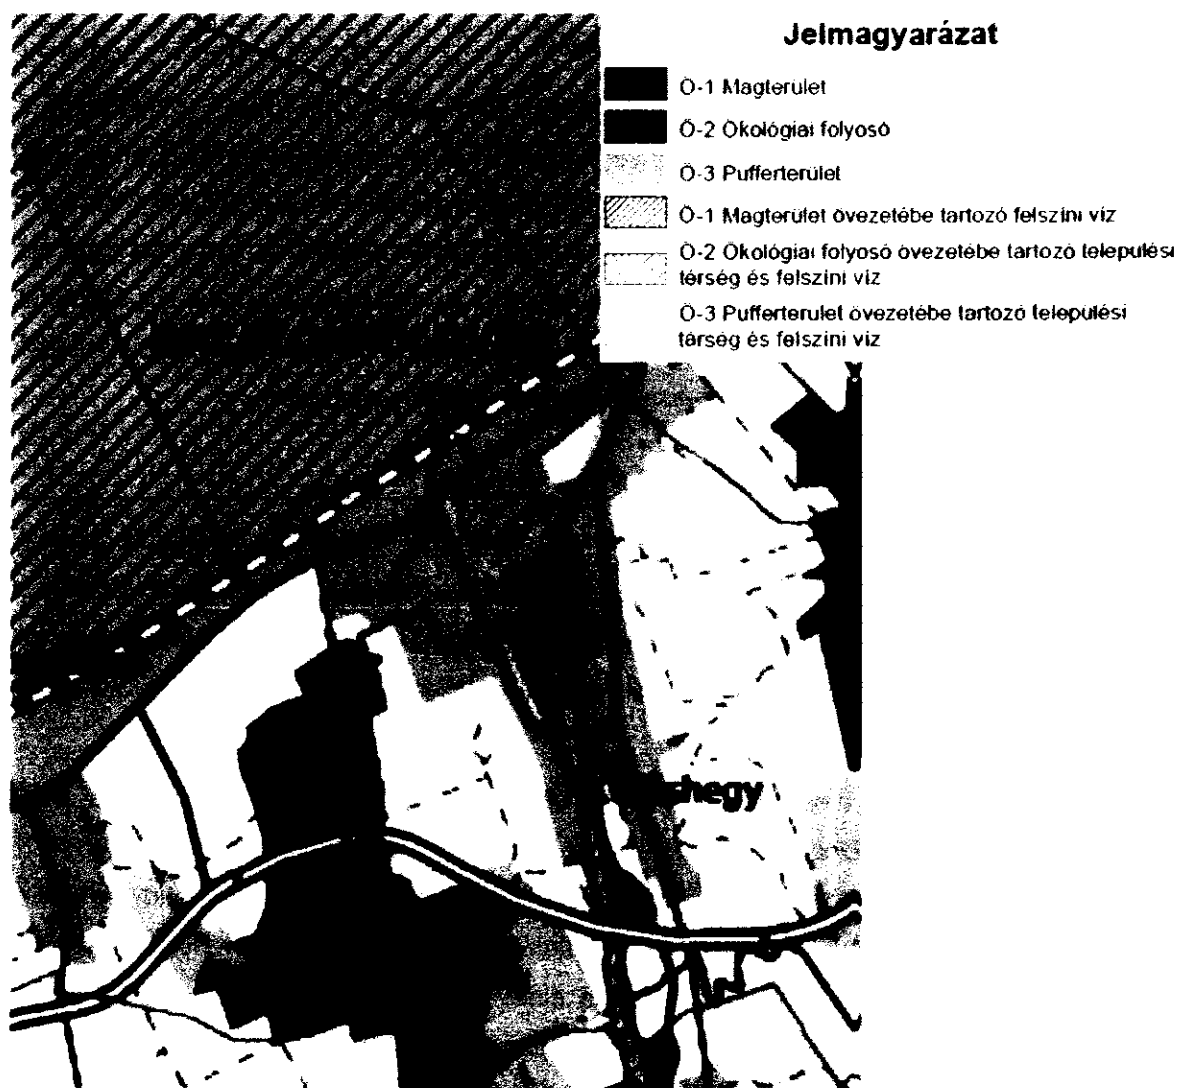 Jelmagyarázat
Ö-1 Magterület
Ö-2 Ökológiai folyosó
Ö-3 Pufferterület
Ö-1 Magterület övezetébe tartozó felszíni víz
Ö-2 Ökológiai folyosó övezetébe tartozó települési
térség és felszíni víz
Ö-3 Pufferterulet övezetébe tartozó települési
térség és felszíni víz